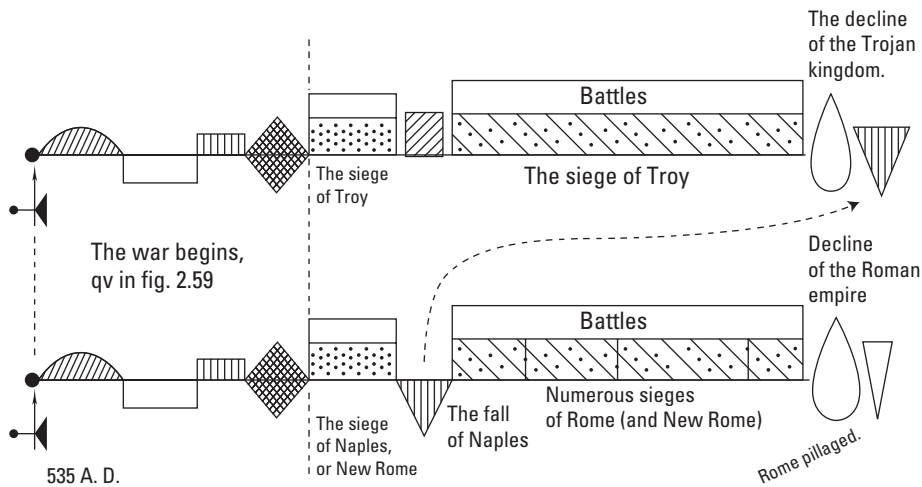 The decline
of the Trojan
kingdom.
Battles
The siege
of Troy
The siege of Troy
The war begins,
qv in fig. 2.59
Decline
of the Roman
empire
Battles
The siege
of Naples,
or New Rome
The fall
of Naples
Numerous sieges
of Rome (and New Rome)
Rome pillaged.
535 A. D.